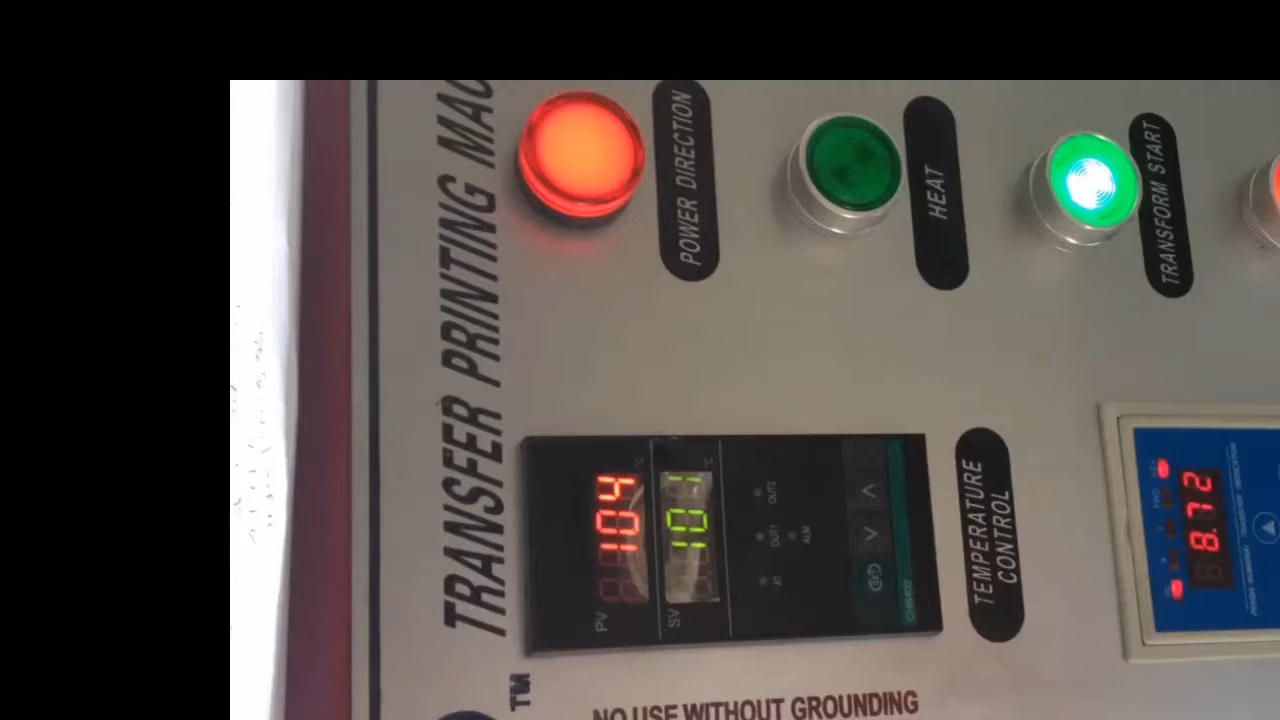 TRANSFER PRINTING MAC
TM
POWER DIRECTION
HEAT
TRANSFORM START
PV
104
°C
SV
101
°C
AT
OUT1
OUT2
ALM
TEMPERATURE
CONTROL
8.72
NO USE WITHOUT GROUNDING